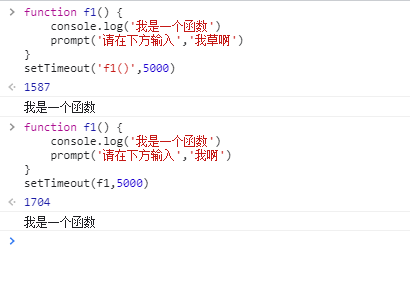 > function f1() {
console.log('我是一个函数')
prompt('请在下方输入','我草啊')
}
setTimeout('f1()',5000)
< 1587
我是一个函数
> function f1() {
console.log('我是一个函数')
prompt('请在下方输入','我啊')
}
setTimeout(f1,5000)
< 1704
我是一个函数
>